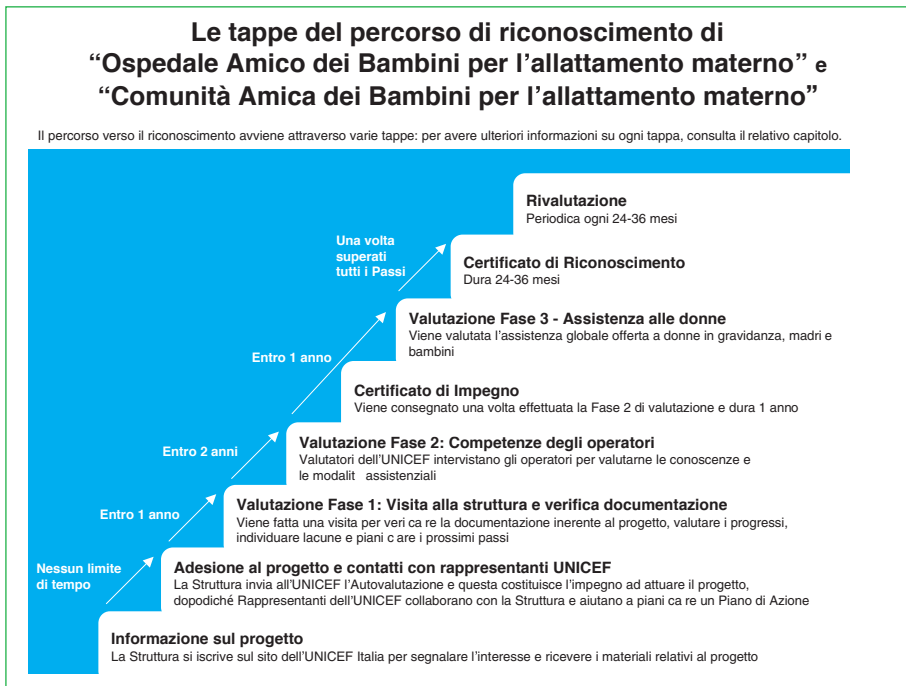 Le tappe del percorso di riconoscimento di
“Ospedale Amico dei Bambini per l’allattamento materno” e
“Comunità Amica dei Bambini per l’allattamento materno”
Il percorso verso il riconoscimento avviene attraverso varie tappe: per avere ulteriori informazioni su ogni tappa, consulta il relativo capitolo.
Rivalutazione
Periodica ogni 24-36 mesi
Una volta
superati
tutti i Passi
Certificato di Riconoscimento
Dura 24-36 mesi
Valutazione Fase 3 - Assistenza alle donne
Viene valutata l’assistenza globale offerta a donne in gravidanza, madri e
bambini
Entro 1 anno
Certificato di Impegno
Viene consegnato una volta effettuata la Fase 2 di valutazione e dura 1 anno
Entro 2 anni
Valutazione Fase 2: Competenze degli operatori
Valutatori dell’UNICEF intervistano gli operatori per valutarne le conoscenze e
le modalit assistenziali
Entro 1 anno
Valutazione Fase 1: Visita alla struttura e verifica documentazione
Viene fatta una visita per veri ca re la documentazione inerente al progetto, valutare i progressi,
individuare lacune e piani c are i prossimi passi
Nessun limite
di tempo
Adesione al progetto e contatti con rappresentanti UNICEF
La Struttura invia all’UNICEF l’Autovalutazione e questa costituisce l’impegno ad attuare il progetto,
dopodiché Rappresentanti dell’UNICEF collaborano con la Struttura e aiutano a piani ca re un Piano di Azione
Informazione sul progetto
La Struttura si iscrive sul sito dell’UNICEF Italia per segnalare l’interesse e ricevere i materiali relativi al progetto